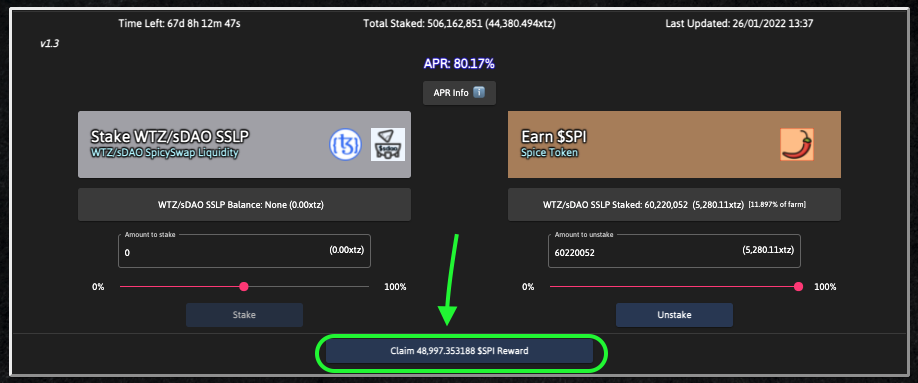 Time Left: 67d 8h 12m 47s
Total Staked: 506,162,851 (44,380.494xtz)
Last Updated: 26/01/2022 13:37
v1.3
APR: 80.17%
APR Info
Stake WTZ/sDAO SSLP
WTZ/sDAO SpicySwap Liquidity
$dao
Earn $SPI
Spice Token
WTZ/sDAO SSLP Balance: None (0.00xtz)
WTZ/sDAO SSLP Staked: 60,220,052 (5,280.11xtz) [11.897% of farm]
Amount to stake
0 (0.00xtz)
Amount to unstake
60220052 (5,280.11xtz)
0% 100%
0% 100%
Stake
Unstake
Claim 48,997.353188 $SPI Reward